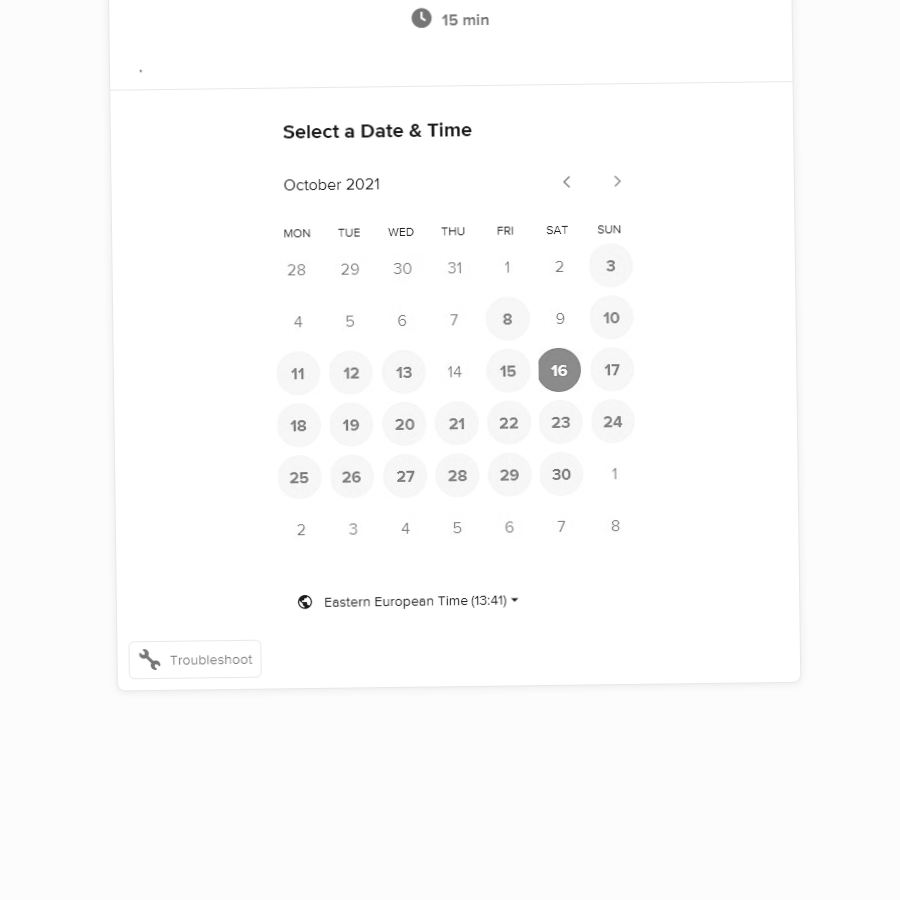 15 min
.
Select a Date & Time
October 2021
MON TUE WED THU FRI SAT SUN
28 29 30 31 1 2 3
4 5 6 7 8 9 10
11 12 13 14 15 16 17
18 19 20 21 22 23 24
25 26 27 28 29 30 1
2 3 4 5 6 7 8
Eastern European Time (13:41)
Troubleshoot